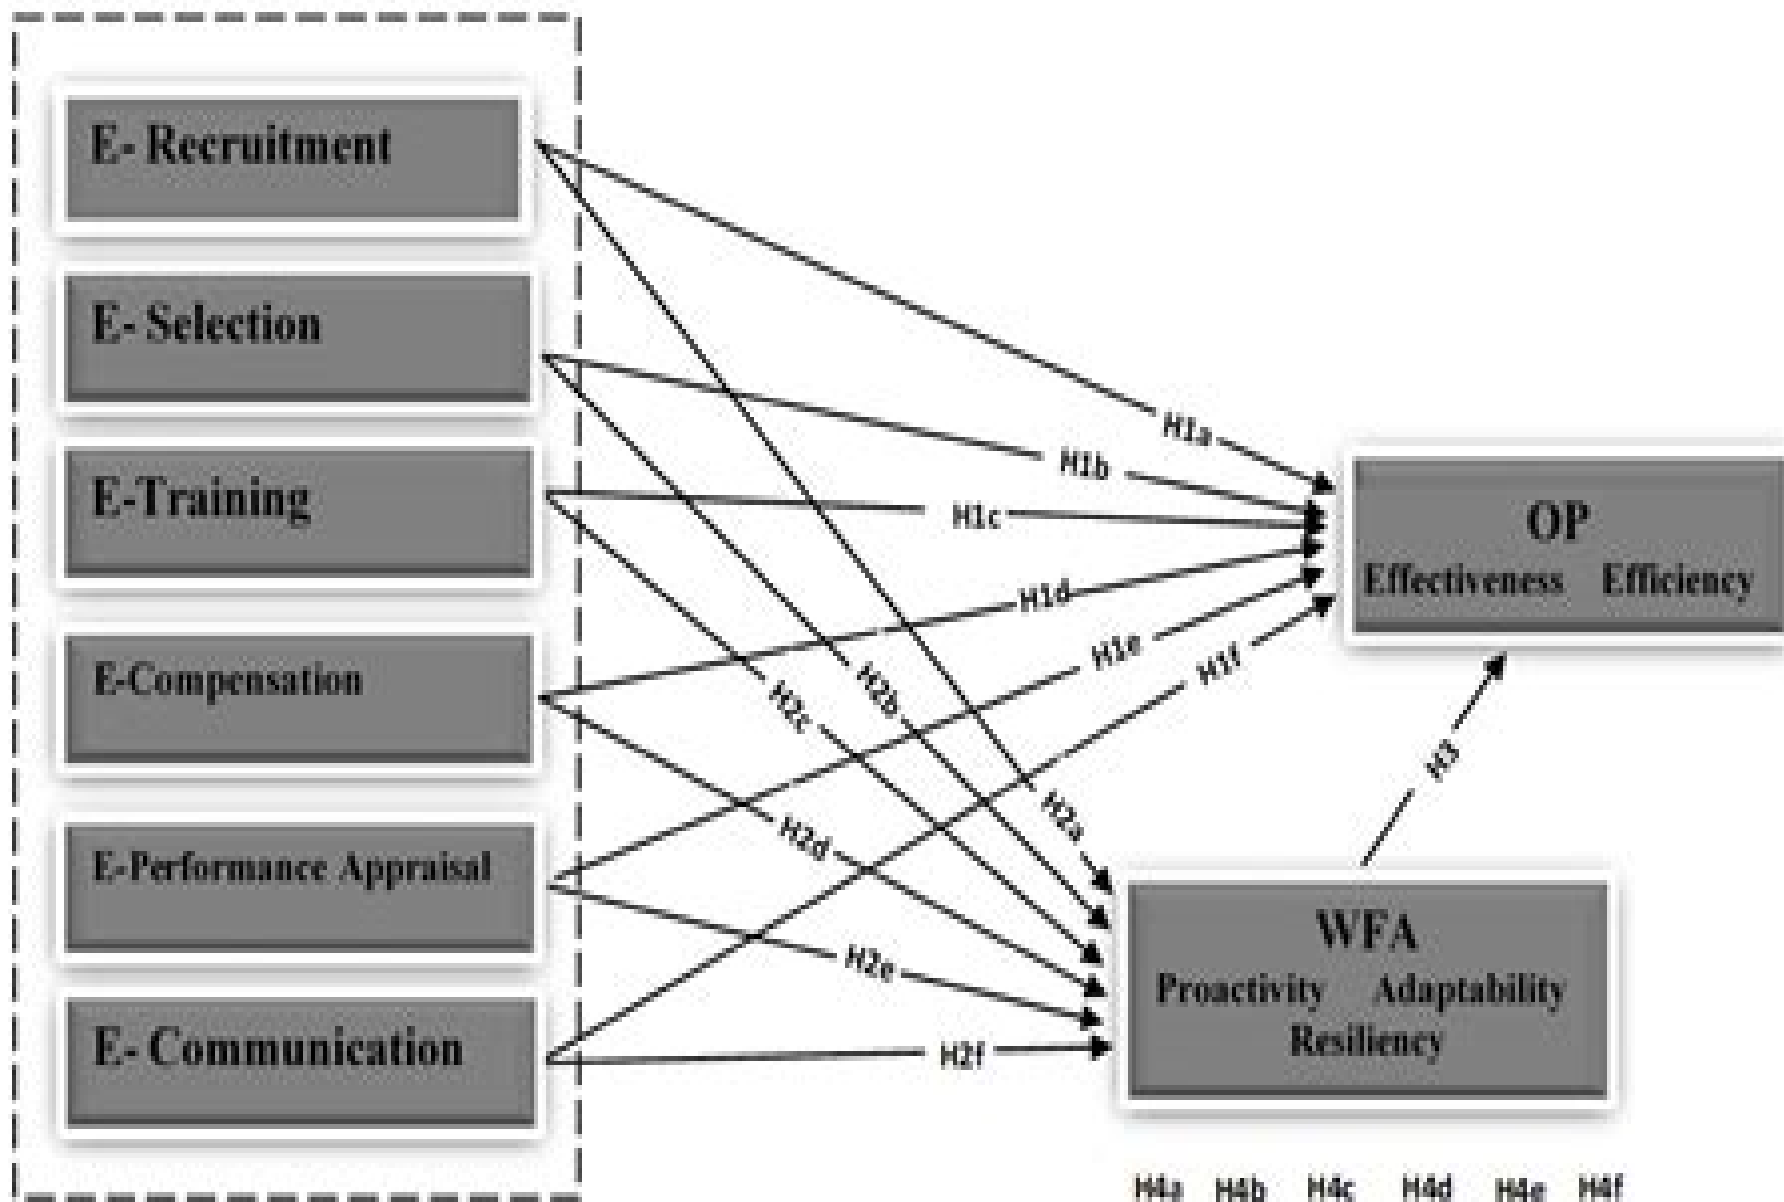 E- Recruitment
E- Selection
E-Training
E-Compensation
E-Performance Appraisal
E- Communication
H1a
H1b
H1c
H1d
H1e
H1f
H2a
H2b
H2c
H2d
H2e
H2f
H3
OP
Effectiveness Efficiency
WFA
Proactivity Adaptability
Resiliency
H4a H4b H4c H4d H4e H4f